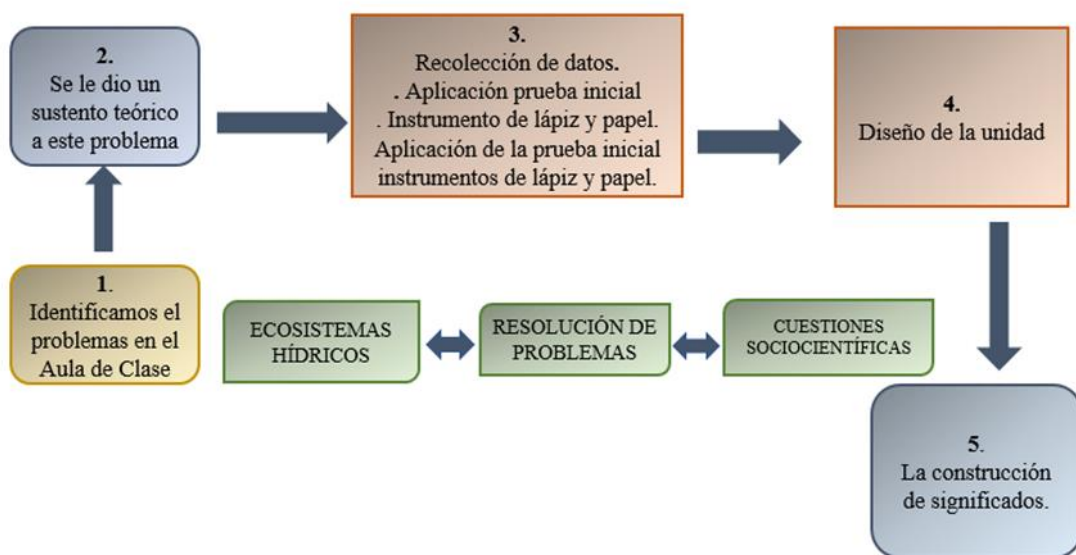 1.
Identificamos el
problemas en el
Aula de Clase
2.
Se le dio un
sustento teórico
a este problema
3.
Recolección de datos.
. Aplicación prueba inicial
. Instrumento de lápiz y papel.
Aplicación de la prueba inicial
instrumentos de lápiz y papel.
4.
Diseño de la unidad
5.
La construcción
de significados.
ECOSISTEMAS
HÍDRICOS
RESOLUCIÓN DE
PROBLEMAS
CUESTIONES
SOCIOCIENTÍFICAS